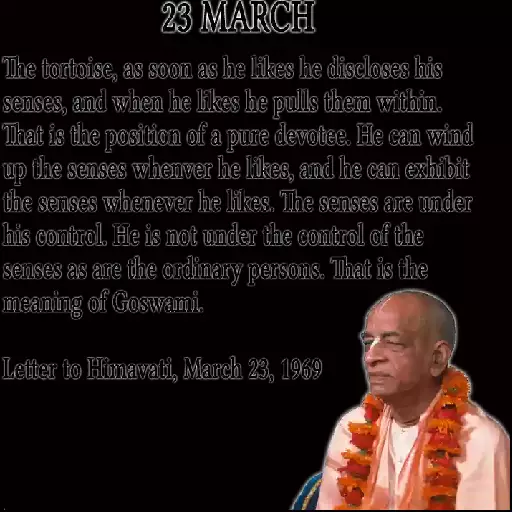 23 MARCH
The tortoise, as soon as he likes he discloses his
senses, and when he likes he pulls them within.
That is the position of a pure devotee. He can wind
up the senses whenver he likes, and he can exhibit
the senses whenever he likes. The senses are under
his control. He is not under the control of the
senses as are the ordinary persons. That is the
meaning of Goswami.
Letter to Himavati, March 23, 1969